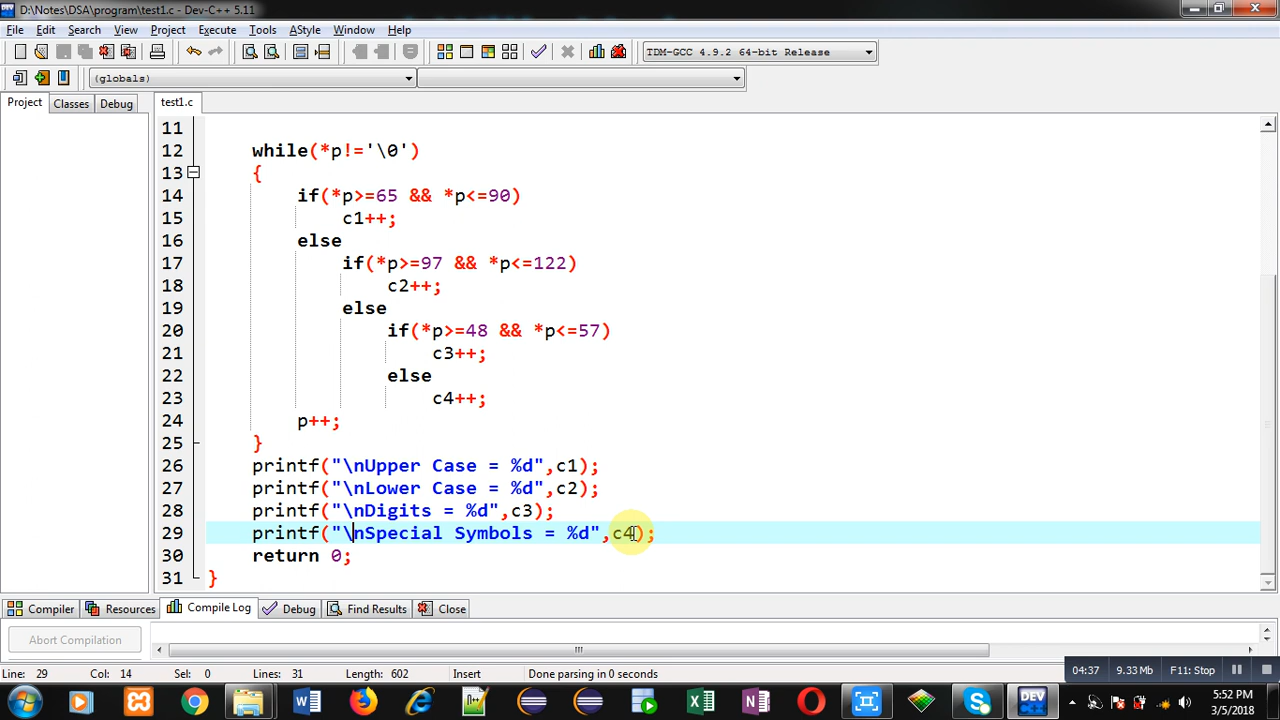 D:\Notes\DSA\program\test1.c - Dev-C++ 5.11
File Edit Search View Project Execute Tools AStyle Window Help
TDM-GCC 4.9.2 64-bit Release
(globals)
Project Classes Debug
test1.c
11
12 while(*p!='\0')
13 {
14 if(*p>=65 && *p<=90)
15 c1++;
16 else
17 if(*p>=97 && *p<=122)
18 c2++;
19 else
20 if(*p>=48 && *p<=57)
21 c3++;
22 else
23 c4++;
24 p++;
25 }
26 printf("\nUpper Case = %d",c1);
27 printf("\nLower Case = %d",c2);
28 printf("\nDigits = %d",c3);
29 printf("\nSpecial Symbols = %d",c4);
30 return 0;
31 }
Compiler Resources Compile Log Debug Find Results Close
Abort Compilation
Line: 29 Col: 14 Sel: 0 Lines: 31 Length: 602 Insert Done parsing in 0 seconds
04:37 9.33 Mb F11: Stop
DEV
5:52 PM
3/5/2018